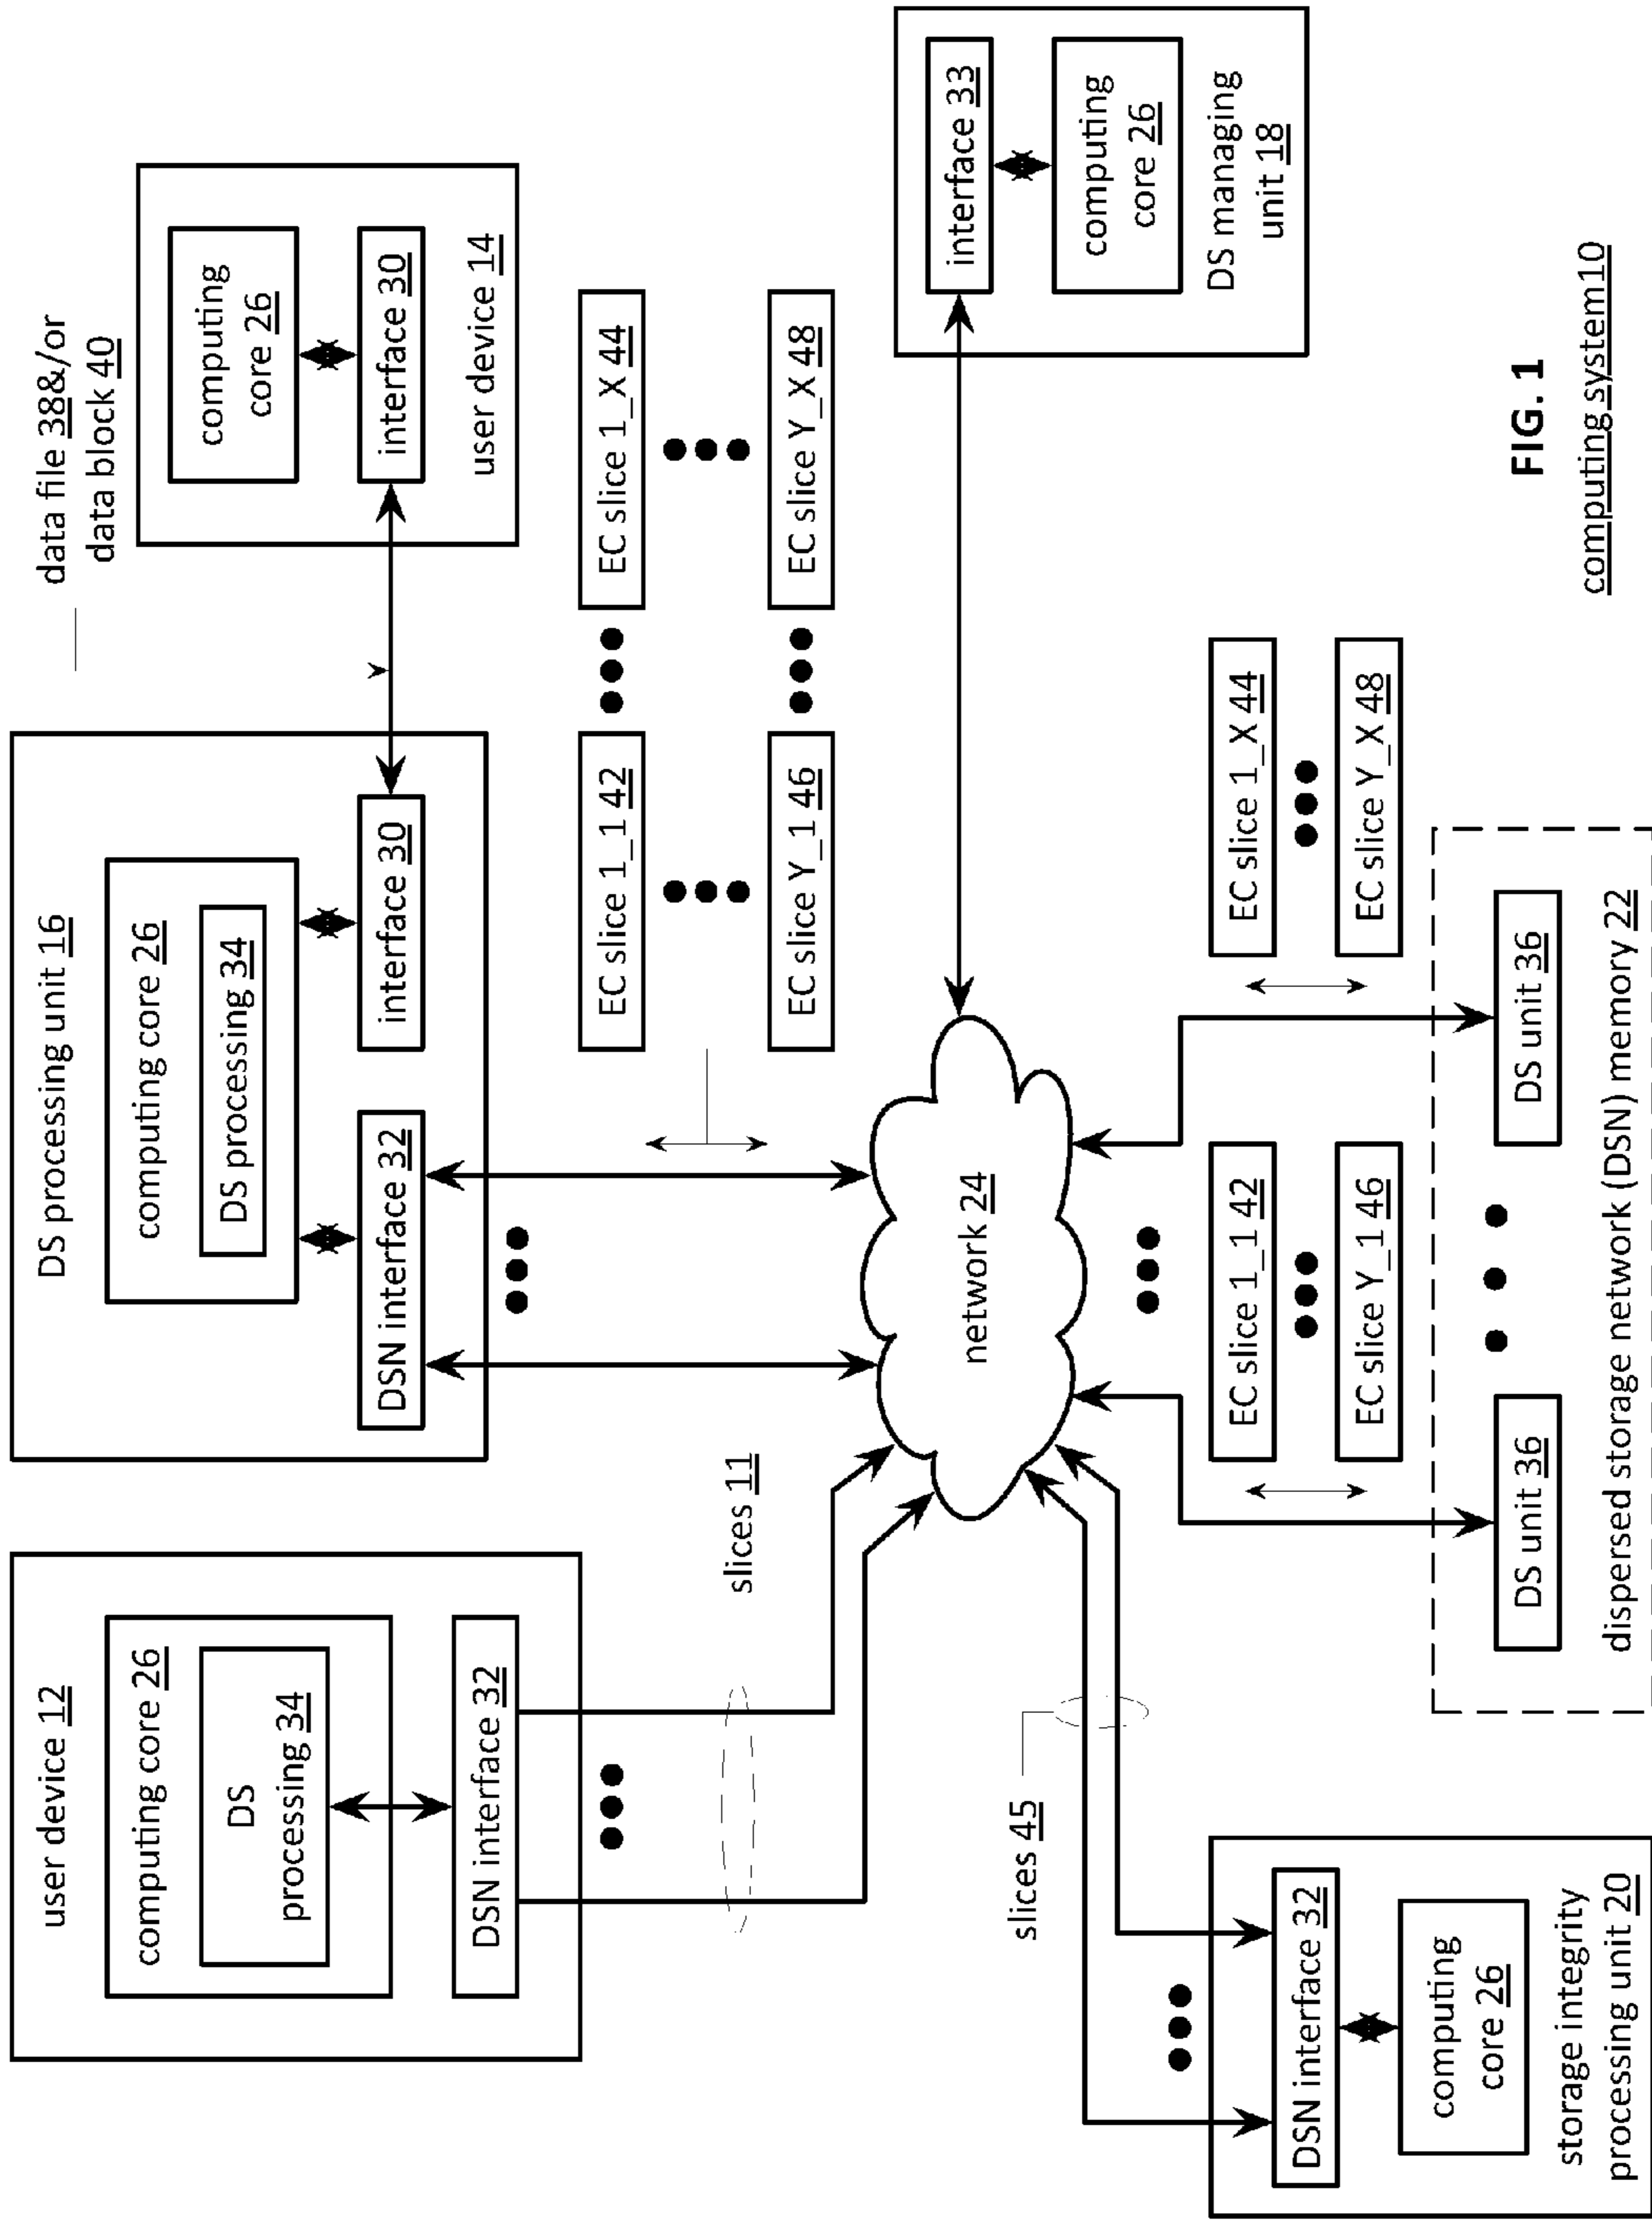 user device 12
computing core 26
DS
processing 34
DSN interface 32
DS processing unit 16
computing core 26
DS processing 34
DSN interface 32
interface 30
data file 38&/or
data block 40
computing
core 26
interface 30
user device 14
slices 11
EC slice 1_1 42
EC slice 1_X 44
EC slice Y_1 46
EC slice Y_X 48
network 24
interface 33
computing
core 26
DS managing
unit 18
slices 45
DSN interface 32
computing
core 26
storage integrity
processing unit 20
EC slice 1_1 42
EC slice Y_1 46
EC slice 1_X 44
EC slice Y_X 48
DS unit 36
DS unit 36
dispersed storage network (DSN) memory 22
FIG. 1
computing system10